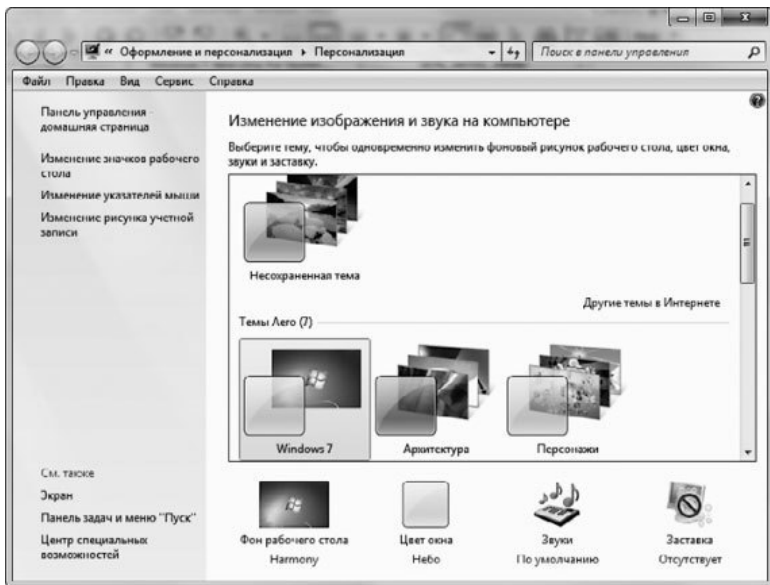 « Оформление и персонализация ▸ Персонализация
Поиск в панели управления
Файл Правка Вид Сервис Справка
Панель управления -
домашняя страница
Изменение значков рабочего
стола
Изменение указателей мыши
Изменение рисунка учетной
записи
См. также
Экран
Панель задач и меню "Пуск"
Центр специальных
возможностей
Изменение изображения и звука на компьютере
Выберите тему, чтобы одновременно изменить фоновый рисунок рабочего стола, цвет окна,
звуки и заставку.
Несохраненная тема
Другие темы в Интернете
Темы Aero (7)
Windows 7
Архитектура
Персонажи
Фон рабочего стола
Harmony
Цвет окна
Небо
Звуки
По умолчанию
Заставка
Отсутствует